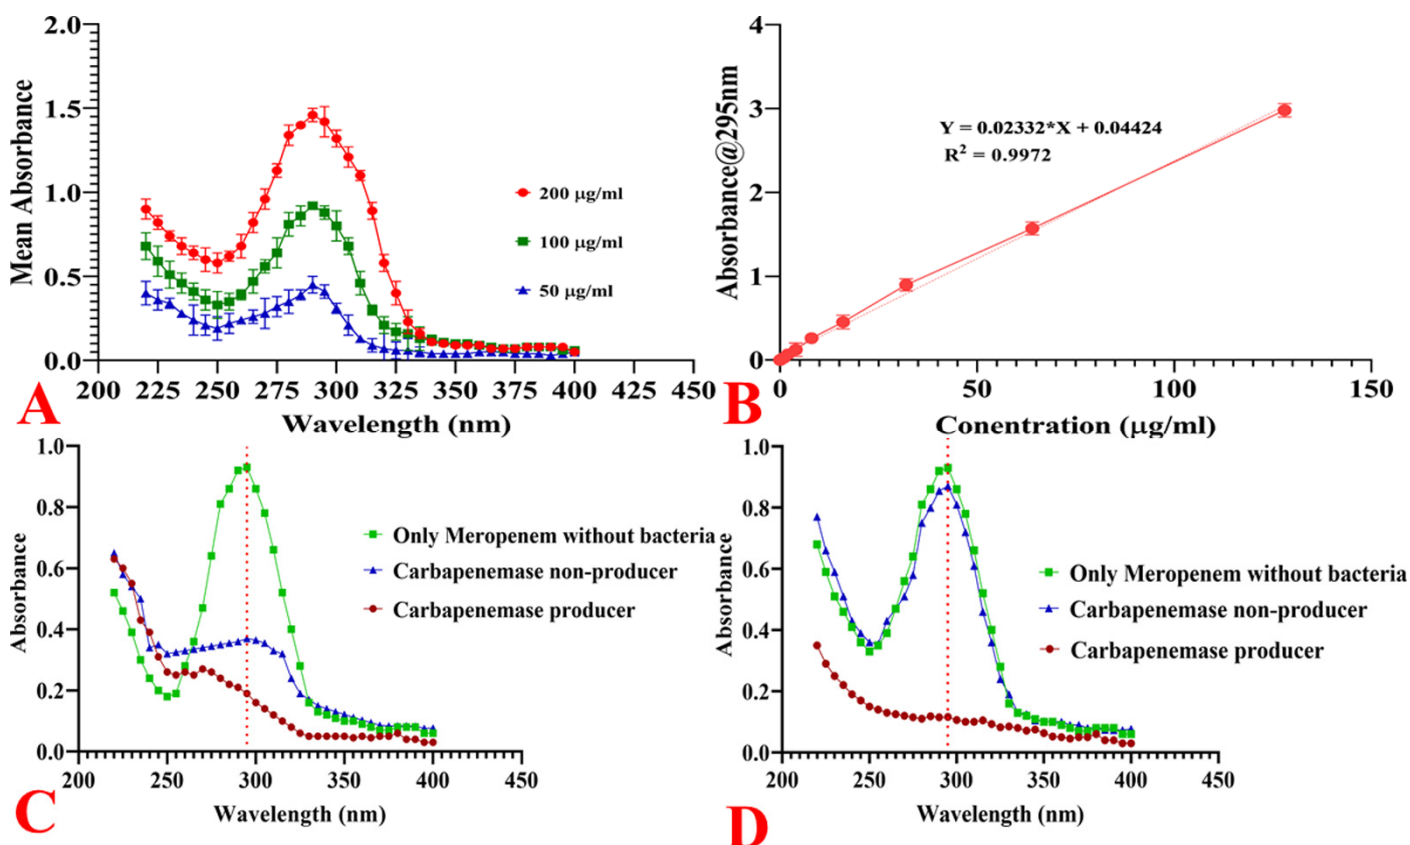 2.0
1.5
1.0
0.5
0.0
Mean Absorbance
200 µg/ml
100 µg/ml
50 µg/ml
200 225 250 275 300 325 350 375 400 425 450
Wavelength (nm)
A
4
3
2
1
0
Absorbance@295nm
Y = 0.02332*X + 0.04424
R² = 0.9972
0 50 100 150
Conentration (µg/ml)
B
1.0
0.8
0.6
0.4
0.2
0.0
Absorbance
Only Meropenem without bacteria
Carbapenemase non-producer
Carbapenemase producer
200 250 300 350 400 450
Wavelength (nm)
C
1.0
0.8
0.6
0.4
0.2
0.0
Absorbance
Only Meropenem without bacteria
Carbapenemase non-producer
Carbapenemase producer
200 250 300 350 400 450
Wavelength (nm)
D